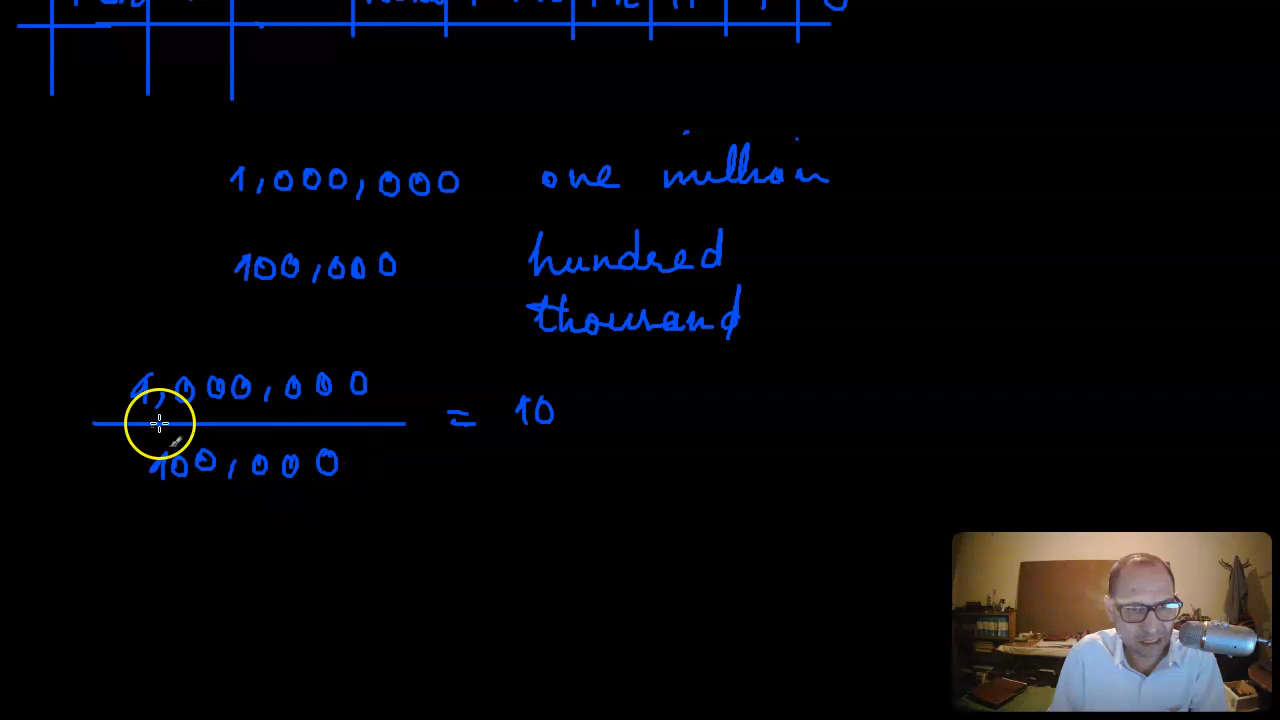 1,000,000 one million
100,000 hundred
thousand
1,000,000
= 10
100,000